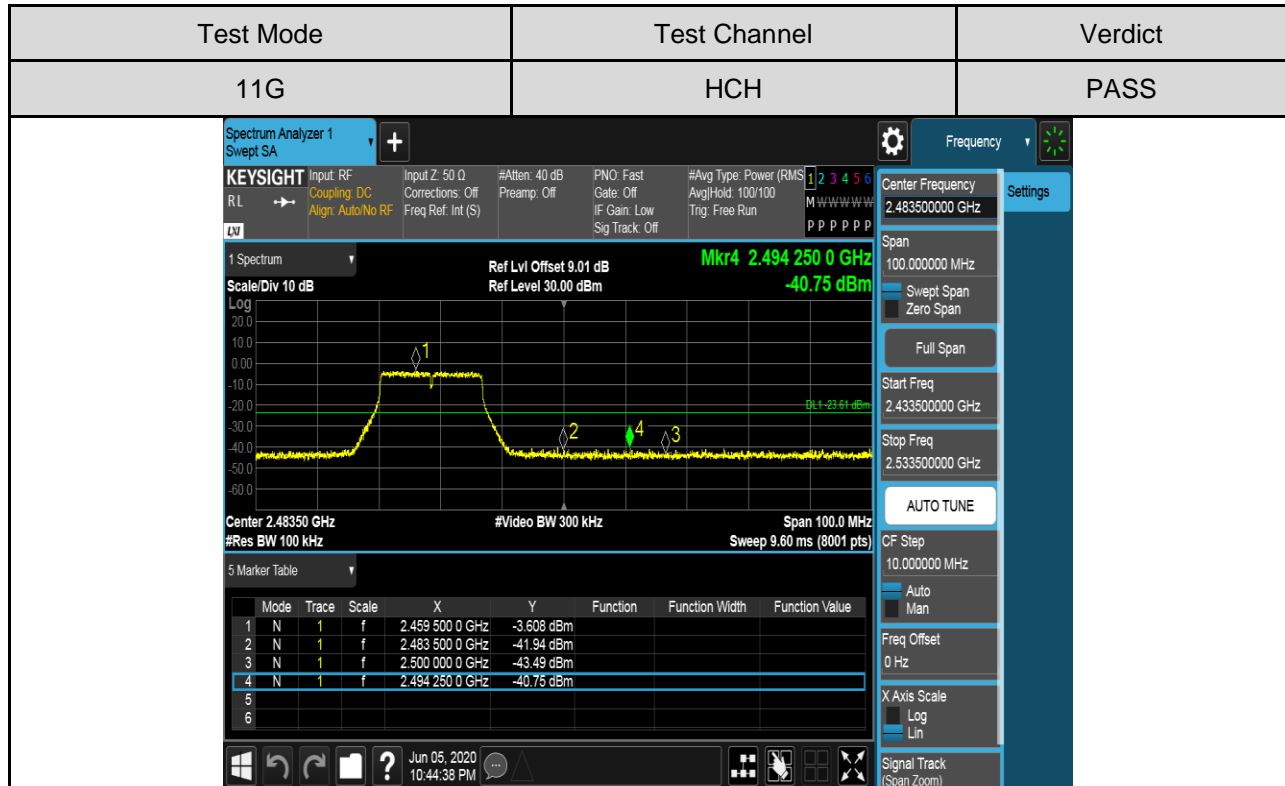 Test Mode Test Channel Verdict
11G HCH PASS
Spectrum Analyzer 1
Swept SA
+
Frequency
KEYSIGHT Input: RF Input Z: 50 Ω #Atten: 40 dB PNO: Fast #Avg Type: Power (RMS 1 2 3 4 5 6
RL Coupling: DC Corrections: Off Preamp: Off Gate: Off Avg|Hold: 100/100 M W W W W W
Align: Auto/No RF Freq Ref: Int (S) IF Gain: Low Trig: Free Run
LXI Sig Track: Off P P P P P P
1 Spectrum
Ref Lvl Offset 9.01 dB Mkr4 2.494 250 0 GHz
Scale/Div 10 dB Ref Level 30.00 dBm -40.75 dBm
Log
20.0
10.0
0.00
-10.0
-20.0
-30.0
-40.0
-50.0
-60.0
1
DL1 -23.61 dBm
2 4 3
Center 2.48350 GHz #Video BW 300 kHz Span 100.0 MHz
#Res BW 100 kHz Sweep 9.60 ms (8001 pts)
5 Marker Table
Mode Trace Scale X Y Function Function Width Function Value
1 N 1 f 2.459 500 0 GHz -3.608 dBm
2 N 1 f 2.483 500 0 GHz -41.94 dBm
3 N 1 f 2.500 000 0 GHz -43.49 dBm
4 N 1 f 2.494 250 0 GHz -40.75 dBm
5
6
?
Jun 05, 2020
10:44:38 PM
Center Frequency
2.483500000 GHz
Settings
Span
100.000000 MHz
Swept Span
Zero Span
Full Span
Start Freq
2.433500000 GHz
Stop Freq
2.533500000 GHz
AUTO TUNE
CF Step
10.000000 MHz
Auto
Man
Freq Offset
0 Hz
X Axis Scale
Log
Lin
Signal Track
(Span Zoom)